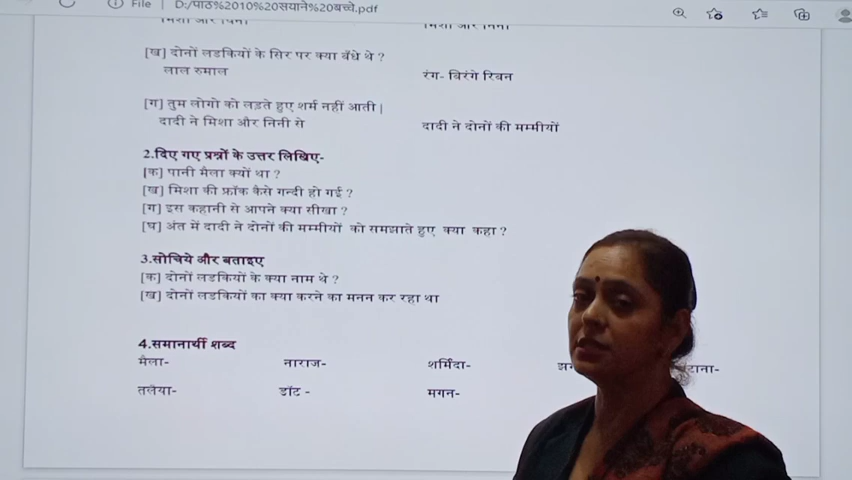 File | D:/पाठ%2010%20सयाने%20बच्चे.pdf
[ख] दोनों लडकियों के सिर पर क्या बँधे थे ?
लाल रुमाल रंग- बिरंगे रिबन
[ग] तुम लोगो को लड़ते हुए शर्म नहीं आती |
दादी ने मिशा और निनी से दादी ने दोनों की मम्मीयों
2.दिए गए प्रश्नों के उत्तर लिखिए-
[क] पानी मैला क्यों था ?
[ख] मिशा की फ्रॉक कैसे गन्दी हो गई ?
[ग] इस कहानी से आपने क्या सीखा ?
[घ] अंत में दादी ने दोनों की मम्मीयों को समझाते हुए क्या कहा ?
3.सोचिये और बताइए
[क] दोनों लडकियों के क्या नाम थे ?
[ख] दोनों लडकियों का क्या करने का मनन कर रहा था
4.समानार्थी शब्द
मैला- नाराज- शर्मिंदा-
तलैया- डॉट - मगन-